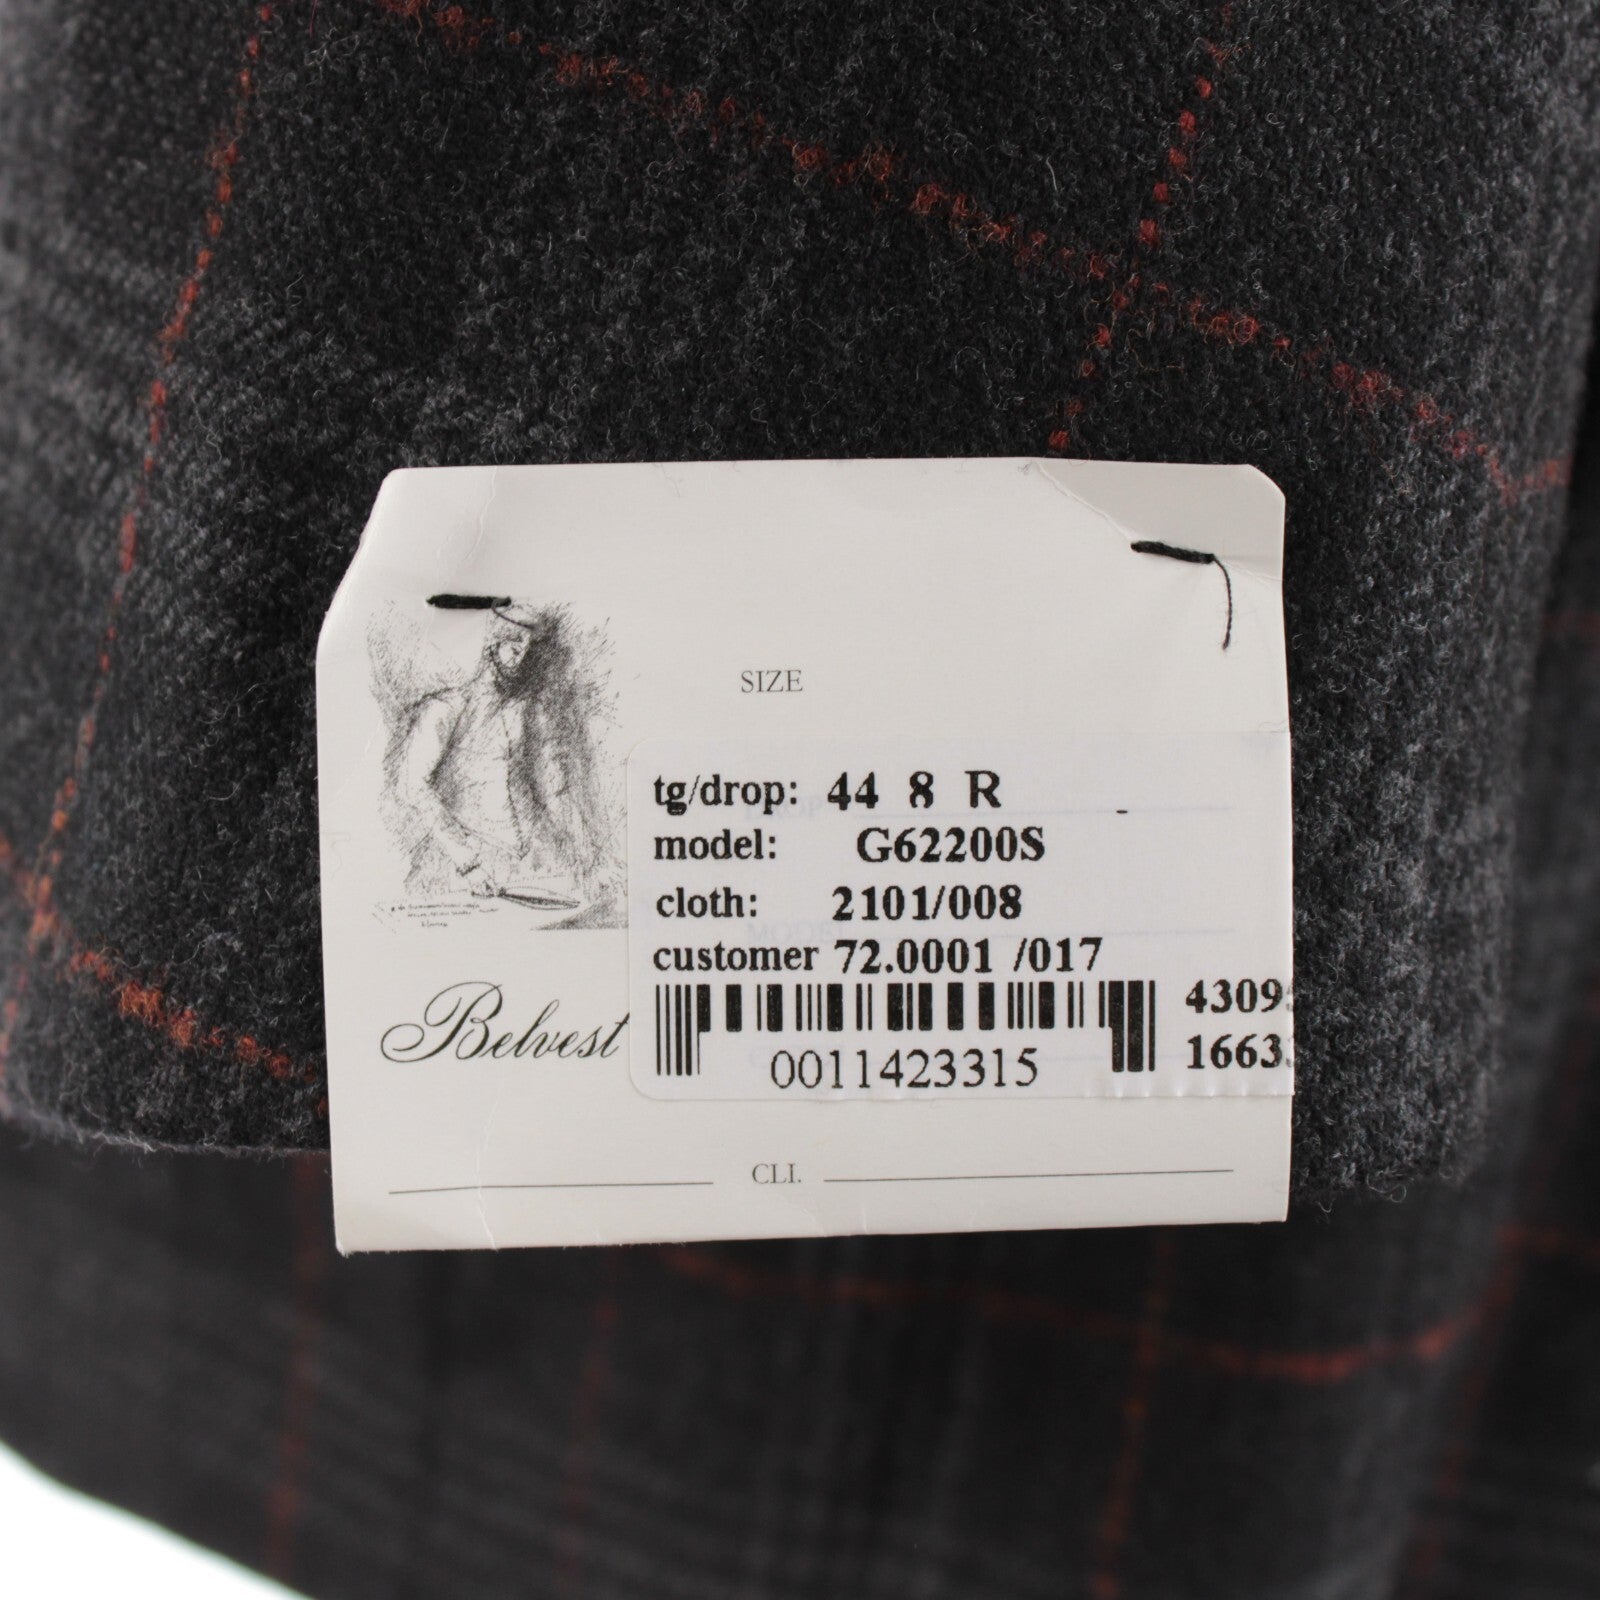 SIZE
tg/drop: 44 8 R
model: G62200S
cloth: 2101/008
customer 72.0001 /017
4309
1663
0011423315
Belvest
CLI.